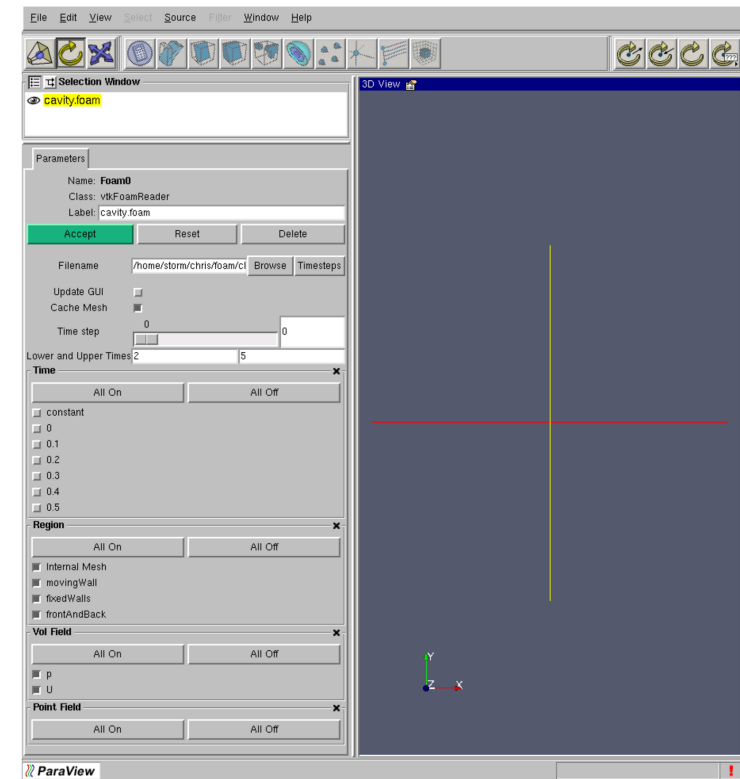 File Edit View Select Source Filter Window Help
Selection Window
3D View
cavity.foam
Parameters
Name: Foam0
Class: vtkFoamReader
Label: cavity.foam
Accept Reset Delete
Filename /home/storm/chris/foam/cl Browse Timesteps
Update GUI
Cache Mesh
Time step 0 0
Lower and Upper Times 2 5
Time
All On All Off
constant
0
0.1
0.2
0.3
0.4
0.5
Region
All On All Off
Internal Mesh
movingWall
fixedWalls
frontAndBack
Vol Field
All On All Off
p
U
Point Field
All On All Off
Y
Z X
ParaView
!